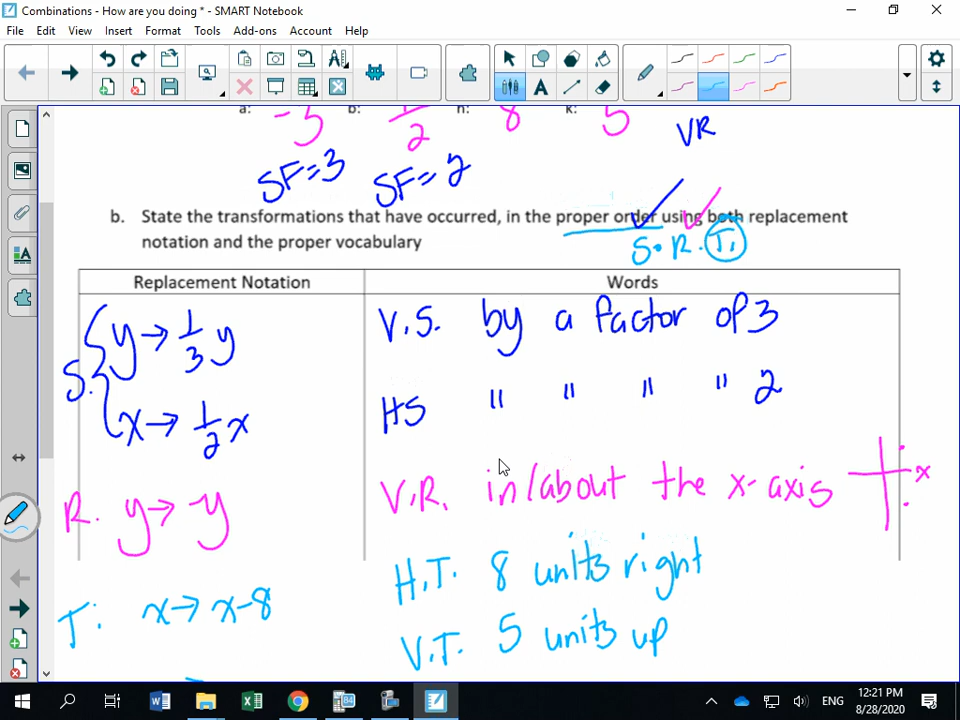 Combinations - How are you doing * - SMART Notebook
File Edit View Insert Format Tools Add-ons Account Help
a: -3 b: 1/2 h: 8 k: 5
VR
SF=3 SF=2
b. State the transformations that have occurred, in the proper order using both replacement
notation and the proper vocabulary
S. R. T.
Replacement Notation Words
S. y→ 1/3 y V.S. by a factor of 3
x→ 1/2 x HS " " " " 2
R. y→ y V.R. in/about the x-axis x
T: x→ x-8 H.T. 8 units right
V.T. 5 units up
ENG
12:21 PM
8/28/2020